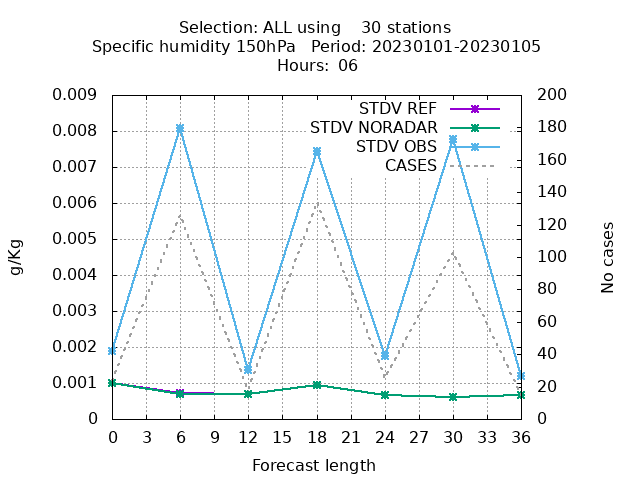 Selection: ALL using    30 stations
Specific humidity 150hPa   Period: 20230101-20230105
Hours: 06
STDV REF
STDV NORADAR
STDV OBS
CASES
0.009
0.008
0.007
0.006
0.005
0.004
0.003
0.002
0.001
0
g/Kg
200
180
160
140
120
100
80
60
40
20
0
No cases
0 3 6 9 12 15 18 21 24 27 30 33 36
Forecast length